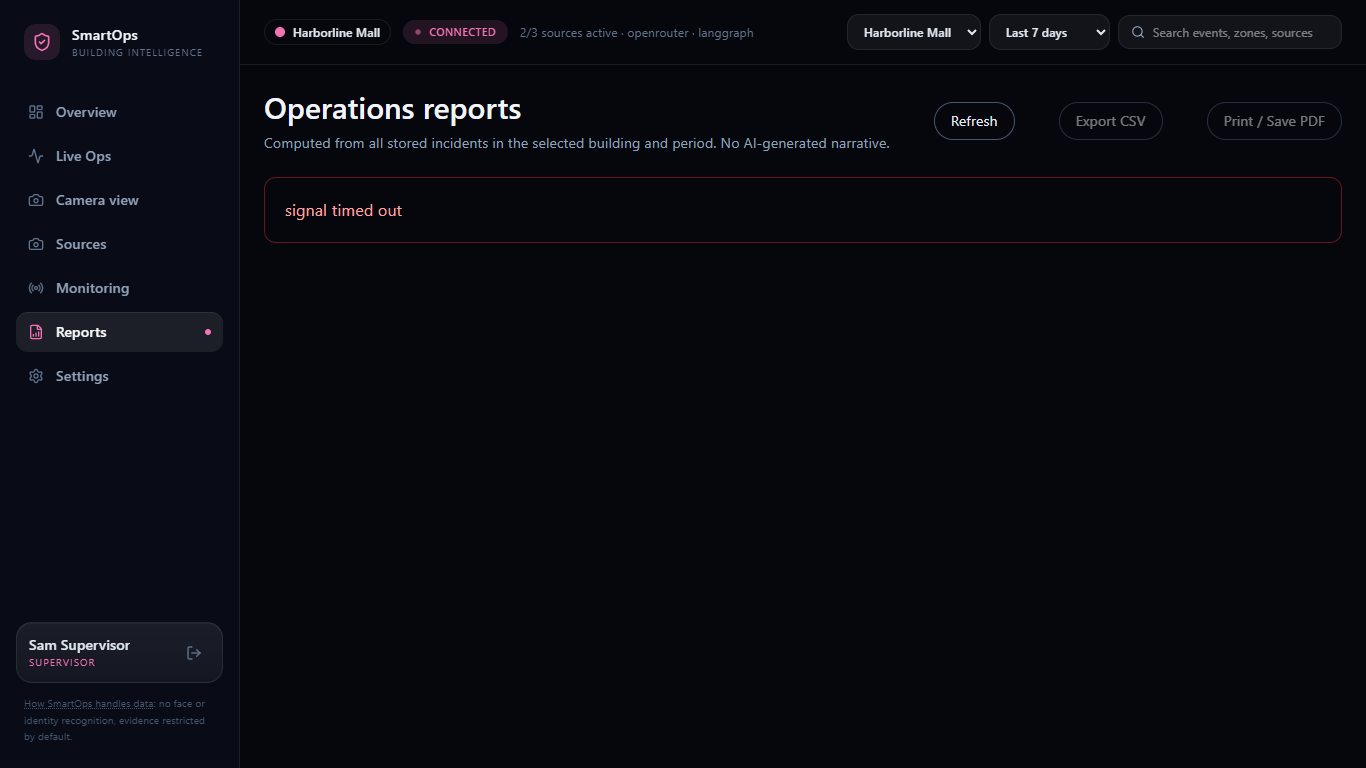 SmartOps
BUILDING INTELLIGENCE
Overview
Live Ops
Camera view
Sources
Monitoring
Reports
Settings
Sam Supervisor
SUPERVISOR
How SmartOps handles data: no face or
identity recognition, evidence restricted
by default.
Harborline Mall
CONNECTED
2/3 sources active · openrouter · langgraph
Harborline Mall
Last 7 days
Search events, zones, sources
Operations reports
Computed from all stored incidents in the selected building and period. No AI-generated narrative.
Refresh
Export CSV
Print / Save PDF
signal timed out